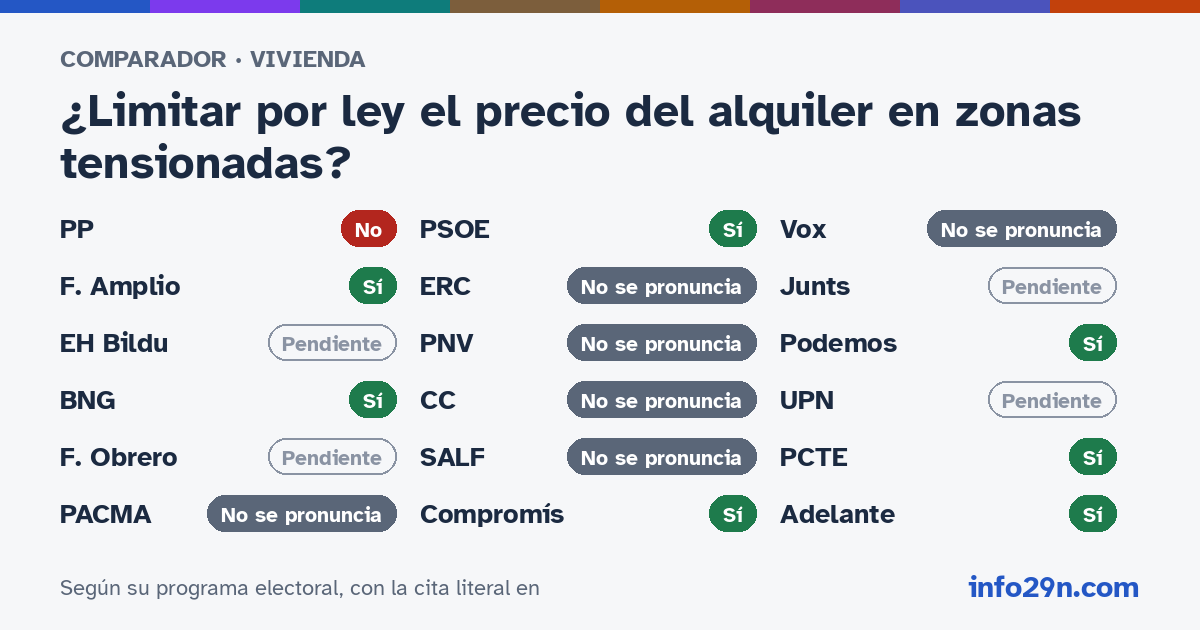 COMPARADOR · VIVIENDA
¿Limitar por ley el precio del alquiler en zonas
tensionadas?
PP No PSOE Sí Vox No se pronuncia
F. Amplio Sí ERC No se pronuncia Junts Pendiente
EH Bildu Pendiente PNV No se pronuncia Podemos Sí
BNG Sí CC No se pronuncia UPN Pendiente
F. Obrero Pendiente SALF No se pronuncia PCTE Sí
PACMA No se pronuncia Compromís Sí Adelante Sí
Según su programa electoral, con la cita literal en info29n.com